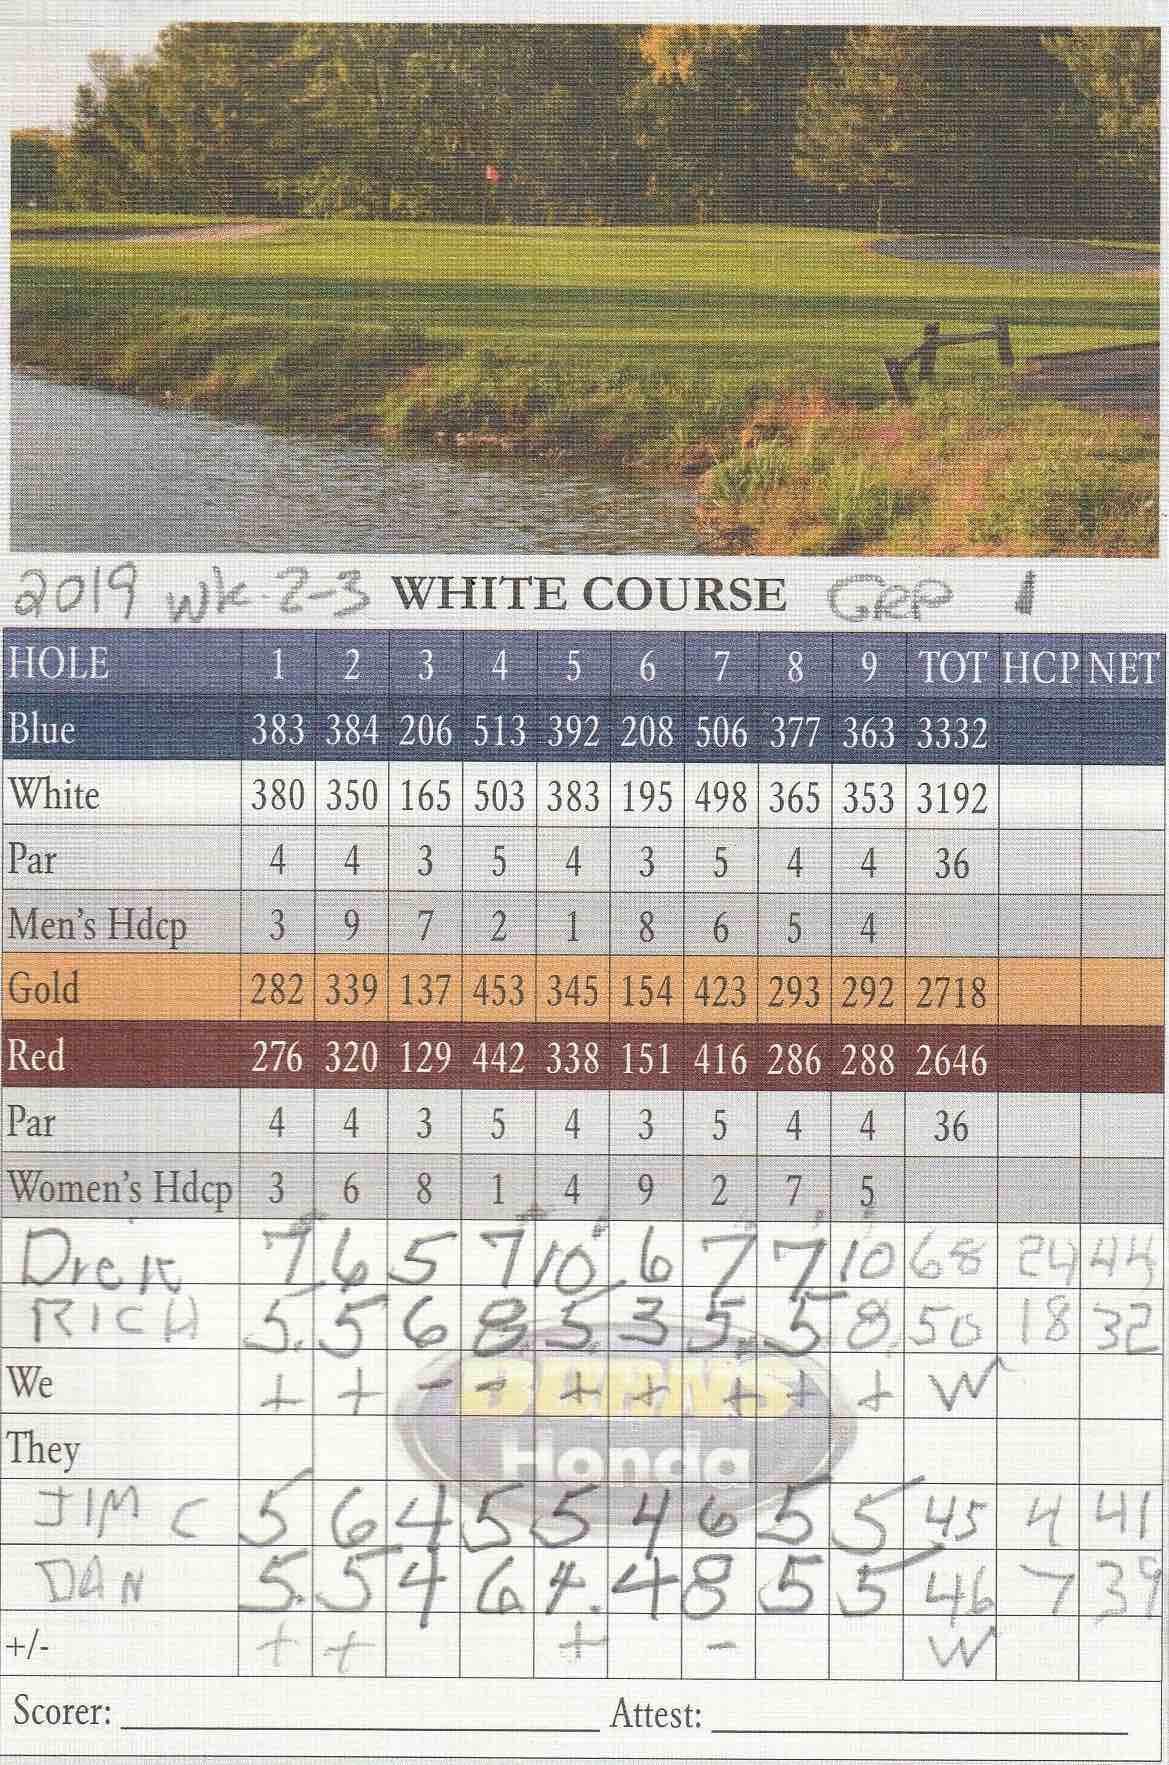 2019 WK-2-3 WHITE COURSE GRP 1
HOLE 1 2 3 4 5 6 7 8 9 TOT HCP NET
Blue 383 384 206 513 392 208 506 377 363 3332
White 380 350 165 503 383 195 498 365 353 3192
Par 4 4 3 5 4 3 5 4 4 36
Men's Hdcp 3 9 7 2 1 8 6 5 4
Gold 282 339 137 453 345 154 423 293 292 2718
Red 276 320 129 442 338 151 416 286 288 2646
Par 4 4 3 5 4 3 5 4 4 36
Women's Hdcp 3 6 8 1 4 9 2 7 5
7 6 5 7 10 6 7 7 10 68 24 44
RICH 5. 5 6 8 5. 3 5. 5 8. 50 18 32
We + + - - + + + + + W
BERNS
They
Honda
JIM C 5 6 4 5 5 4 6 5 5 45 4 41
DAN 5. 5 4 6 4. 4 8 5 5 46 7 39
+/- + + + - W
Scorer: Attest: